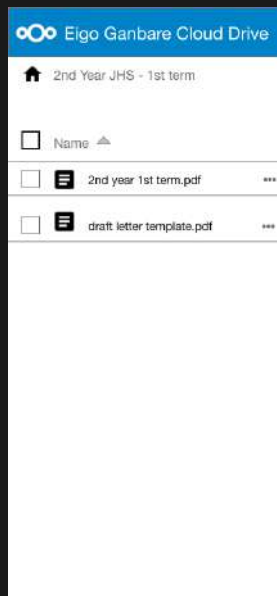 Eigo Ganbare Cloud Drive
2nd Year JHS - 1st term
Name
2nd year 1st term.pdf
draft letter template.pdf